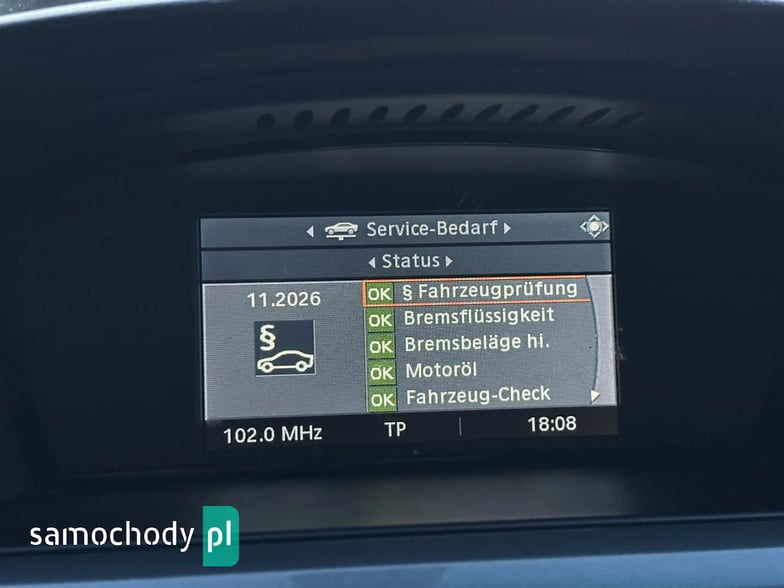 Service-Bedarf
Status
11.2026
OK § Fahrzeugprüfung
OK Bremsflüssigkeit
§
OK Bremsbeläge hi.
OK Motoröl
OK Fahrzeug-Check
102.0 MHz TP 18:08
samochody pl